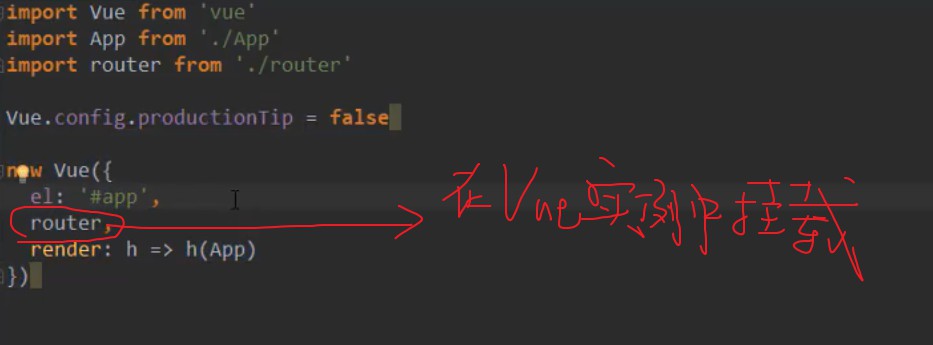 import Vue from 'vue'
import App from './App'
import router from './router'
Vue.config.productionTip = false
new Vue({
el: '#app',
router,
render: h => h(App)
})
在Vue实例中挂载